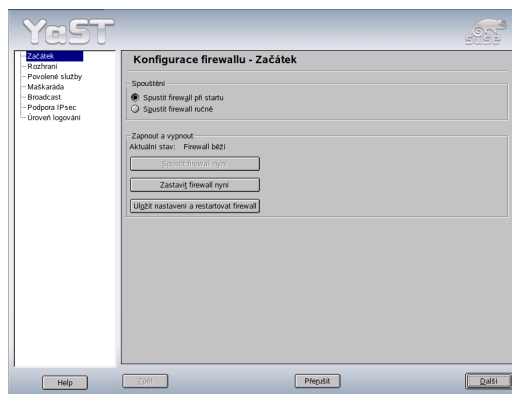 YaST
SUSE
Začátek
Rozhraní
Povolené služby
Maškaráda
Broadcast
Podpora IPsec
Úroveň logování
Konfigurace firewallu - Začátek
Spouštění
Spustit firewall při startu
Spustit firewall ručně
Zapnout a vypnout
Aktuální stav: Firewall běží
Spustit firewall nyní
Zastavit firewall nyní
Uložit nastavení a restartovat firewall
Help
Zpět
Přerušit
Další